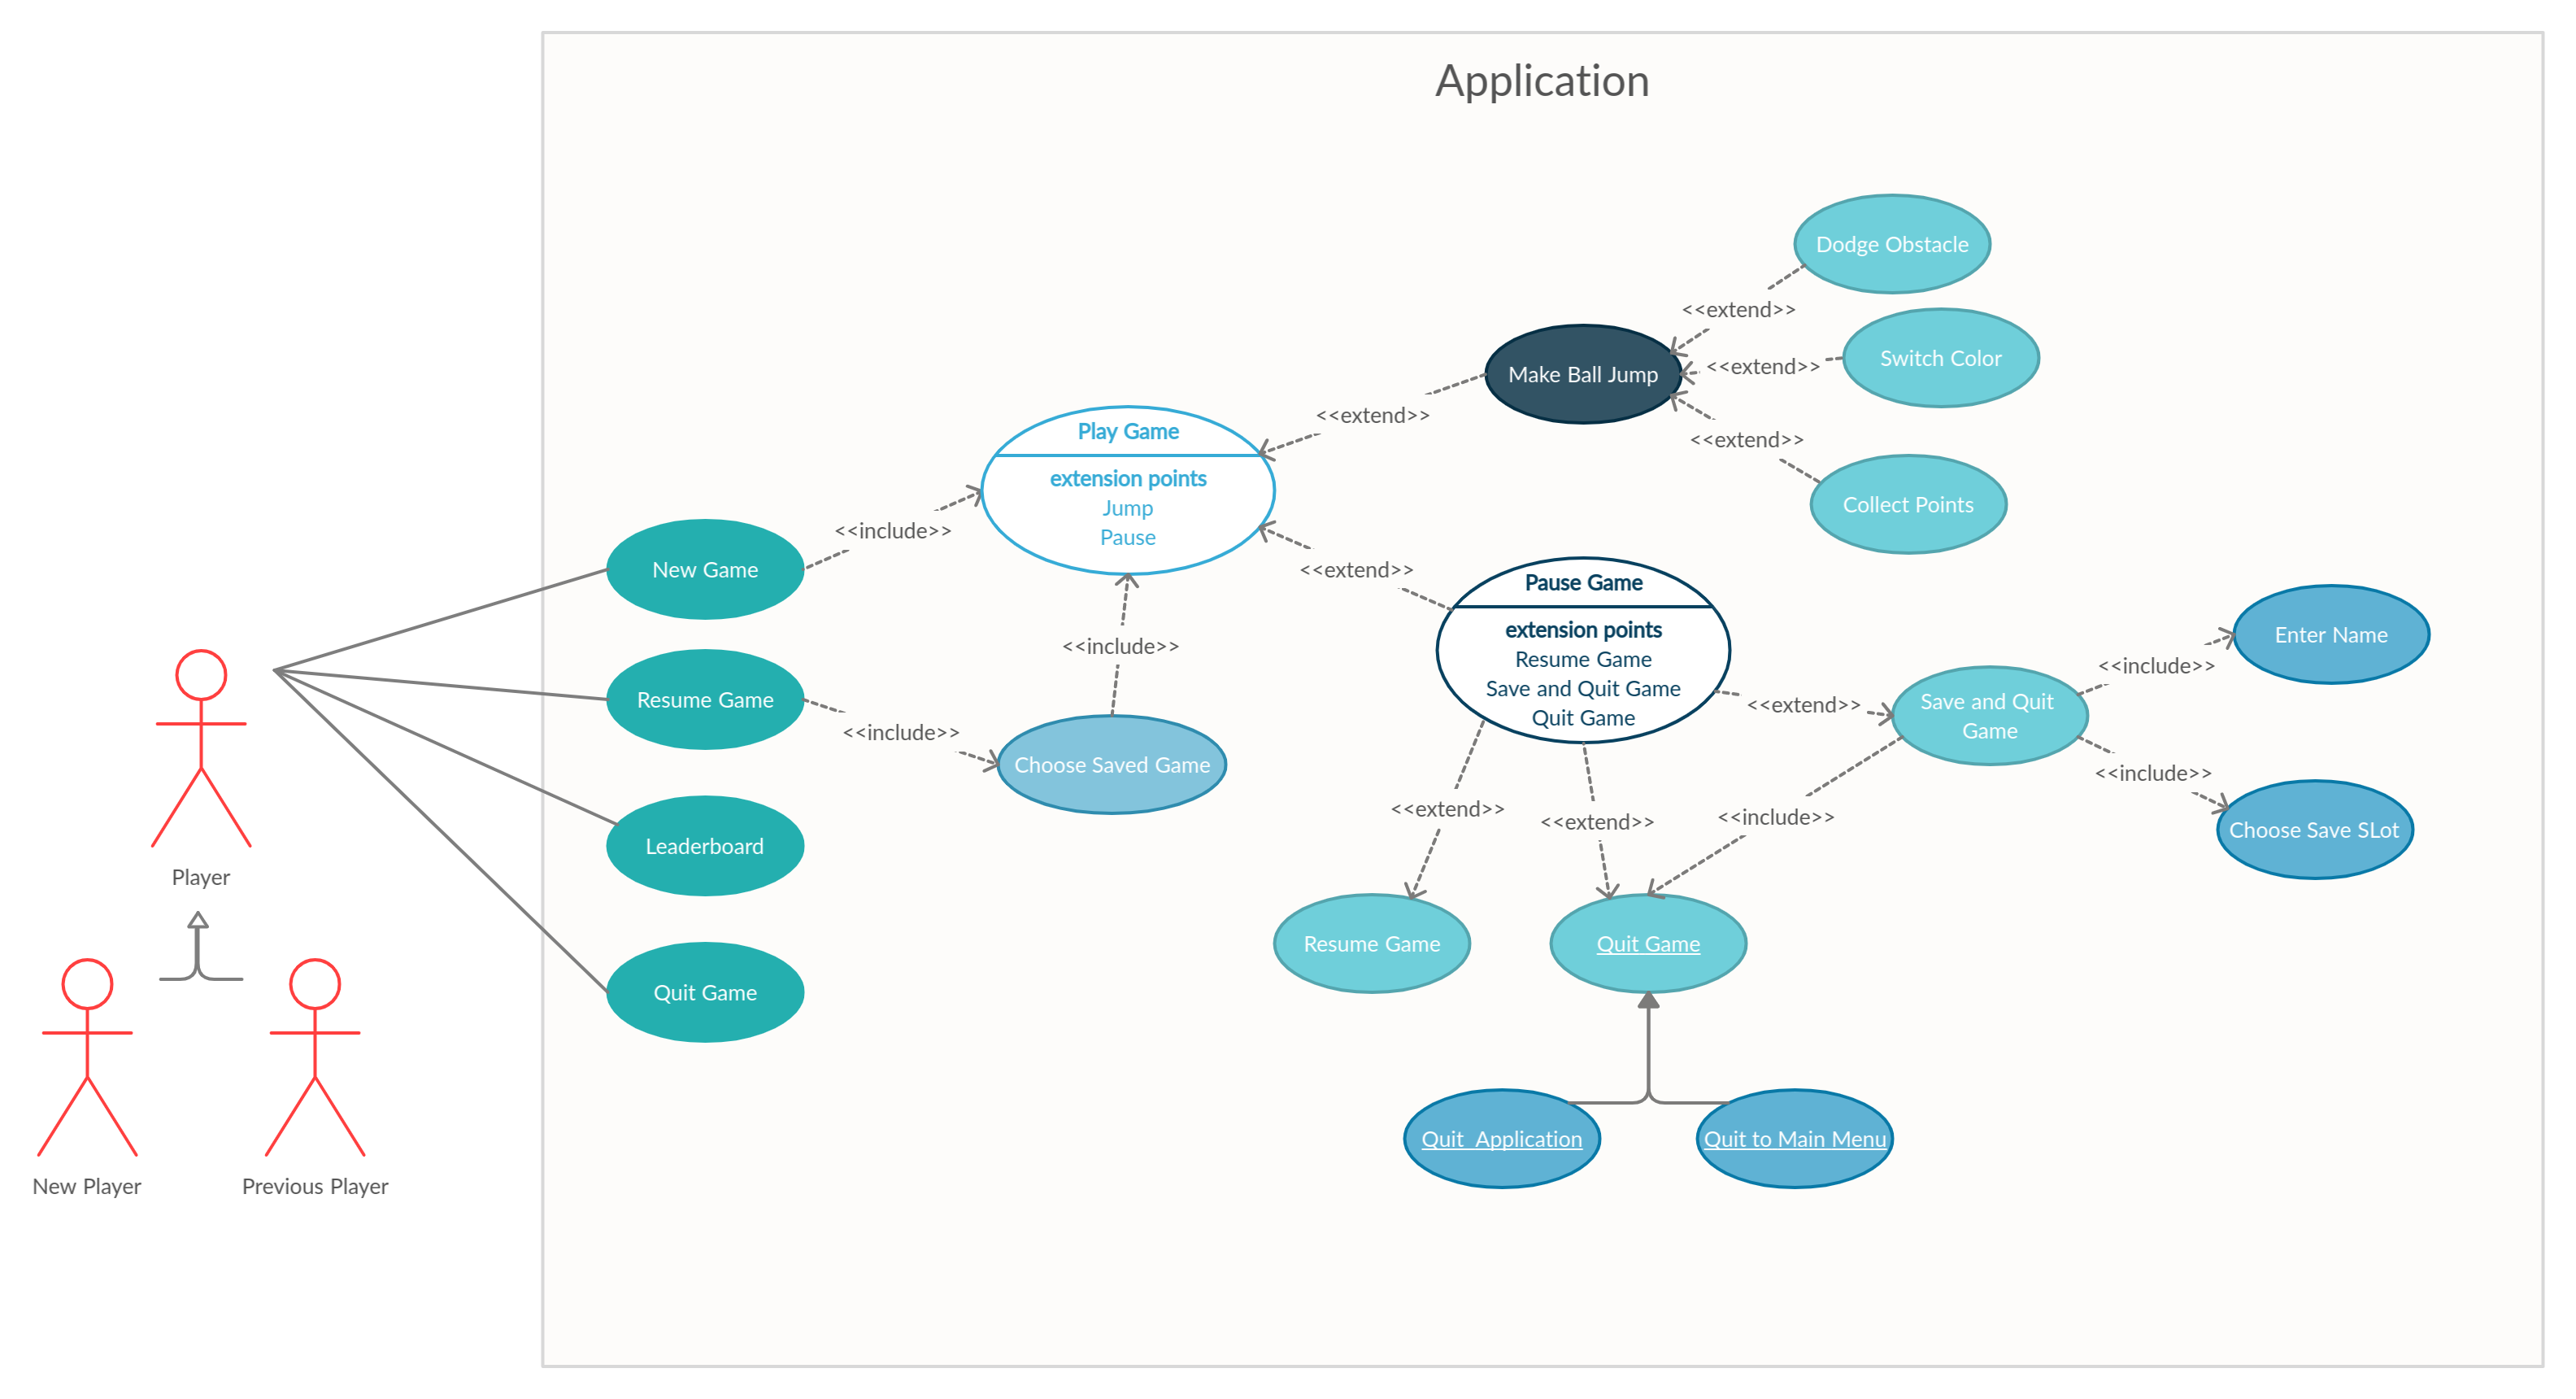 Application
Dodge Obstacle
<<extend>>
Switch Color
Make Ball Jump
<<extend>>
<<extend>>
Play Game
<<extend>>
extension points
Jump
Pause
Collect Points
<<include>>
New Game
<<extend>>
Pause Game
extension points
Resume Game
Save and Quit Game
Quit Game
Enter Name
<<include>>
<<include>>
Resume Game
<<extend>>
Save and Quit
Game
<<include>>
Choose Saved Game
<<include>>
Choose Save SLot
<<extend>>
<<extend>>
<<include>>
Leaderboard
Player
Resume Game
Quit Game
Quit Game
Quit  Application
Quit to Main Menu
New Player
Previous Player